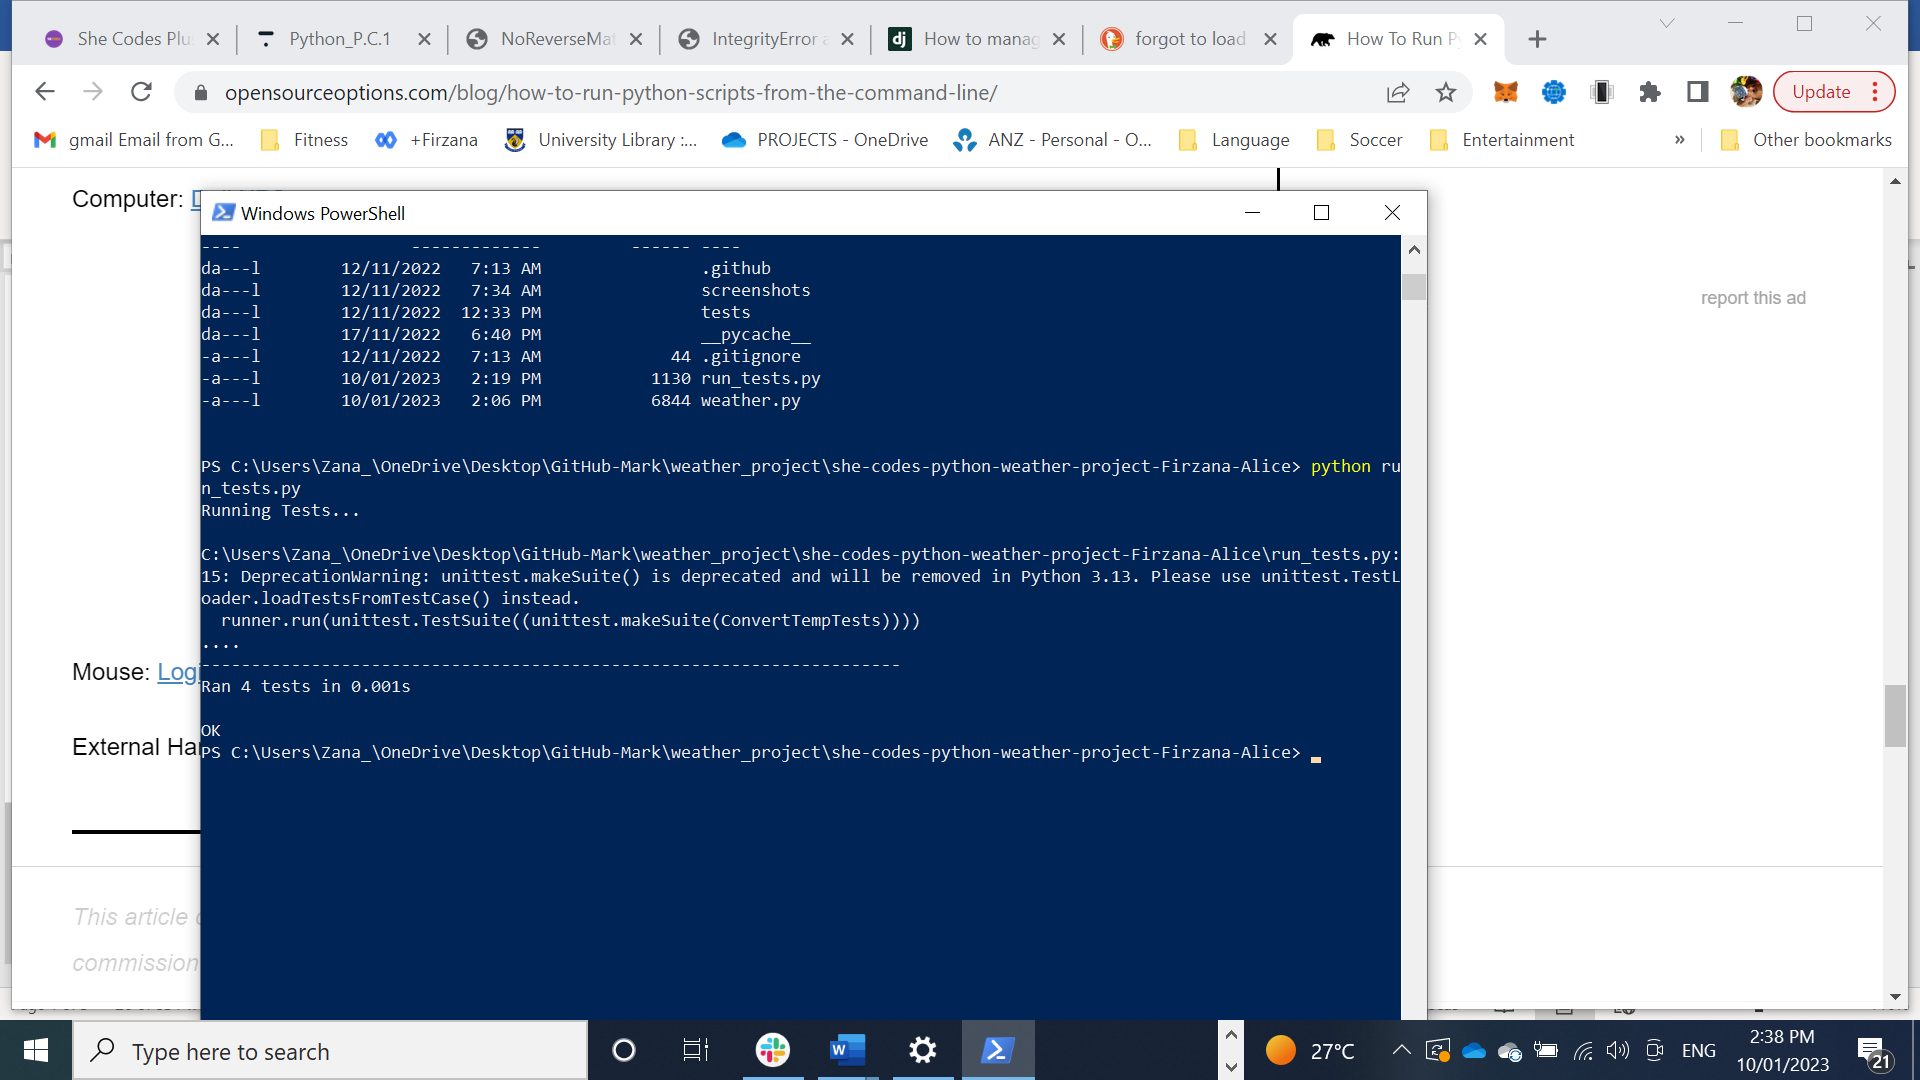 She Codes Plu
Python_P.C.1
NoReverseMat
IntegrityError a
How to manag
forgot to load
How To Run P
opensourceoptions.com/blog/how-to-run-python-scripts-from-the-command-line/
Update
gmail Email from G...
Fitness
+Firzana
University Library :...
PROJECTS - OneDrive
ANZ - Personal - O...
Language
Soccer
Entertainment
»
Other bookmarks
Computer:
report this ad
Mouse: Logi
External Ha
This article
commission
Windows PowerShell
---- ------------- ------ ----
da---l 12/11/2022 7:13 AM .github
da---l 12/11/2022 7:34 AM screenshots
da---l 12/11/2022 12:33 PM tests
da---l 17/11/2022 6:40 PM __pycache__
-a---l 12/11/2022 7:13 AM 44 .gitignore
-a---l 10/01/2023 2:19 PM 1130 run_tests.py
-a---l 10/01/2023 2:06 PM 6844 weather.py
PS C:\Users\Zana_\OneDrive\Desktop\GitHub-Mark\weather_project\she-codes-python-weather-project-Firzana-Alice> python ru
n_tests.py
Running Tests...
C:\Users\Zana_\OneDrive\Desktop\GitHub-Mark\weather_project\she-codes-python-weather-project-Firzana-Alice\run_tests.py:
15: DeprecationWarning: unittest.makeSuite() is deprecated and will be removed in Python 3.13. Please use unittest.TestL
oader.loadTestsFromTestCase() instead.
runner.run(unittest.TestSuite((unittest.makeSuite(ConvertTempTests))))
....
----------------------------------------------------------------------
Ran 4 tests in 0.001s
OK
PS C:\Users\Zana_\OneDrive\Desktop\GitHub-Mark\weather_project\she-codes-python-weather-project-Firzana-Alice>
Type here to search
27°C
ENG
2:38 PM
10/01/2023
21